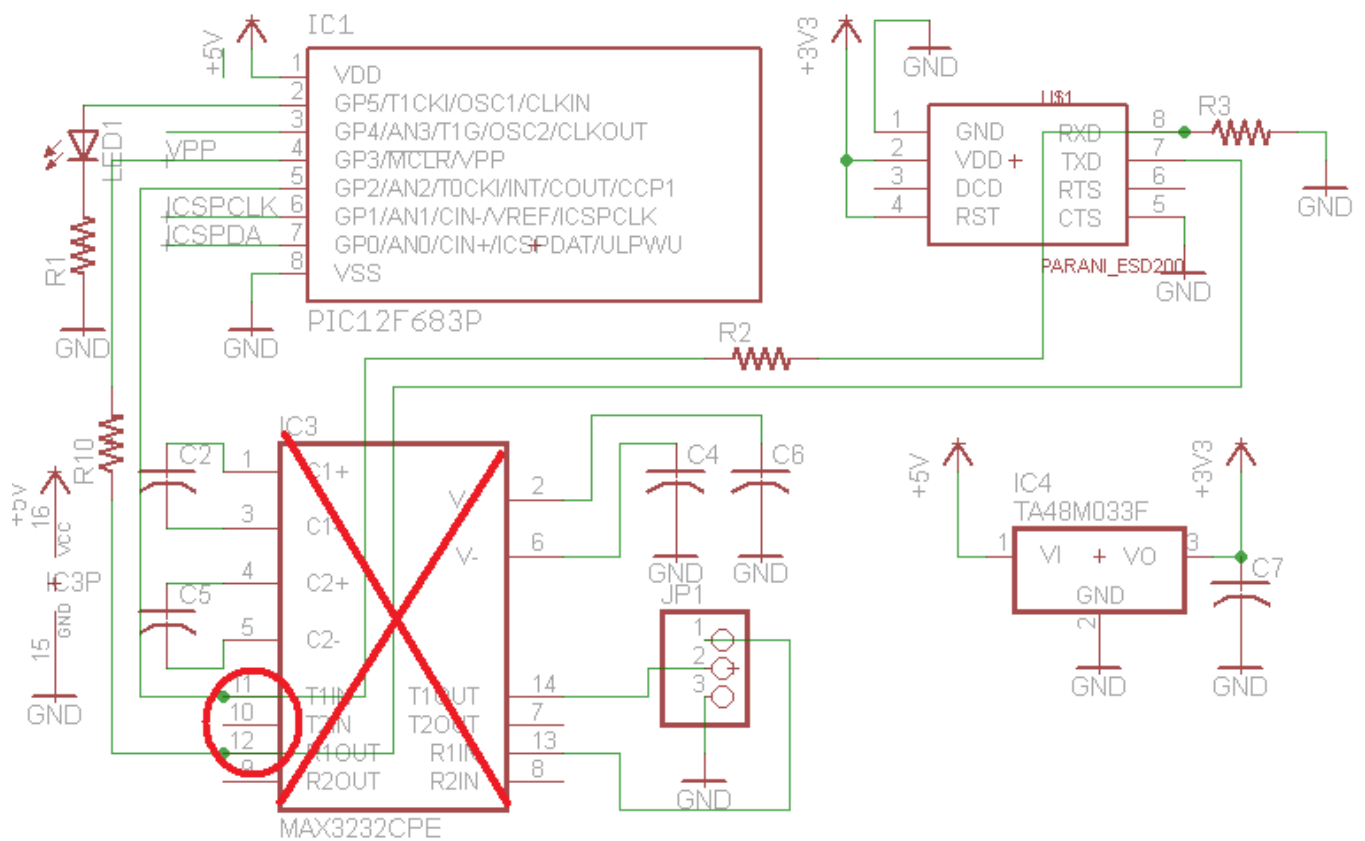 IC1
+5V
1 VDD
2 GP5/T1CKI/OSC1/CLKIN
3 GP4/AN3/T1G/OSC2/CLKOUT
4 GP3/MCLR/VPP
5 GP2/AN2/T0CKI/INT/COUT/CCP1
6 GP1/AN1/CIN-/VREF/ICSPCLK
7 GP0/AN0/CIN+/ICSPDAT/ULPWU
8 VSS
PIC12F683P
LED1
VPP
ICSPCLK
ICSPDA
R1
GND
GND
+3V3
GND
U$1
1 GND RXD 8
2 VDD TXD 7
3 DCD RTS 6
4 RST CTS 5
PARANI_ESD200
R3
GND
GND
R2
R10
+5V
16 VCC
IC3P
15 GND
GND
IC3
C2
C5
1 C1+
3 C1-
4 C2+
5 C2-
11 T1IN T1OUT 14
10 T2IN T2OUT 7
12 R1OUT R1IN 13
9 R2OUT R2IN 8
V- 6
2
MAX3232CPE
C4
C6
GND
GND
JP1
1
2
3
GND
+5V
IC4
TA48M033F
1 VI VO 3
GND
2
GND
+3V3
C7
GND